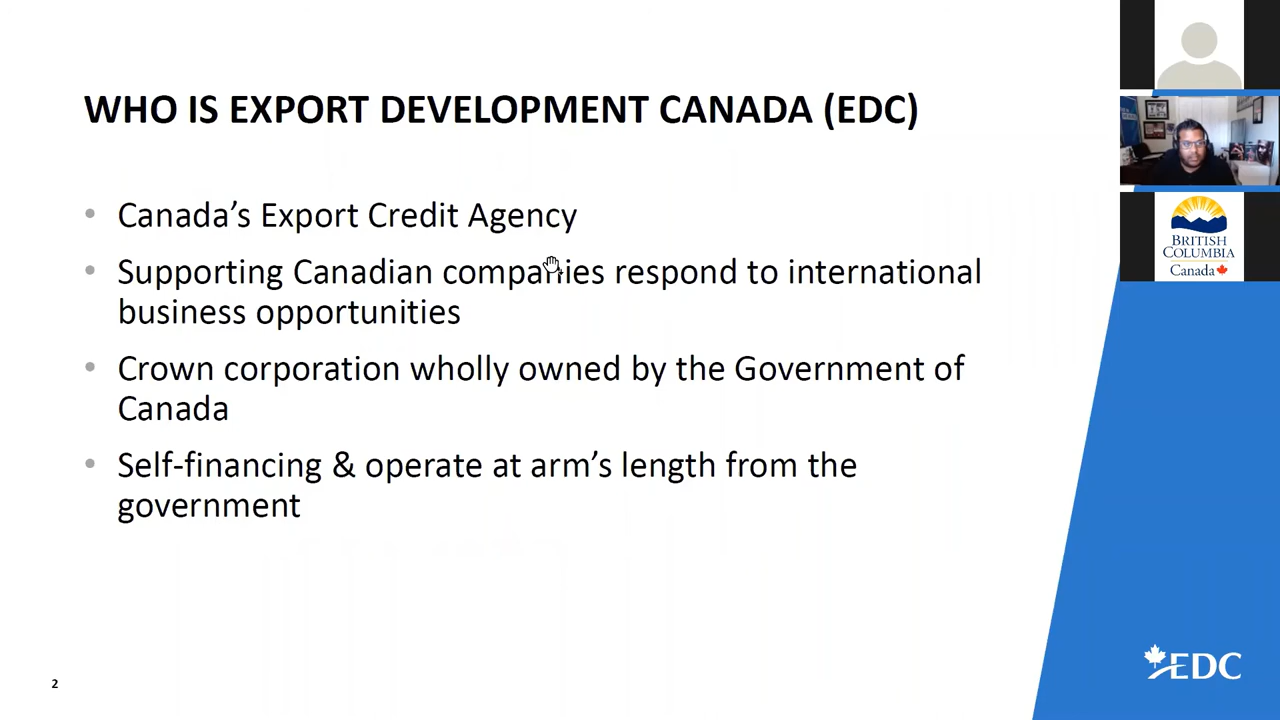 WHO IS EXPORT DEVELOPMENT CANADA (EDC)
• Canada’s Export Credit Agency
• Supporting Canadian companies respond to international
business opportunities
• Crown corporation wholly owned by the Government of
Canada
• Self-financing & operate at arm’s length from the
government
2
BRITISH
COLUMBIA
Canada
EDC